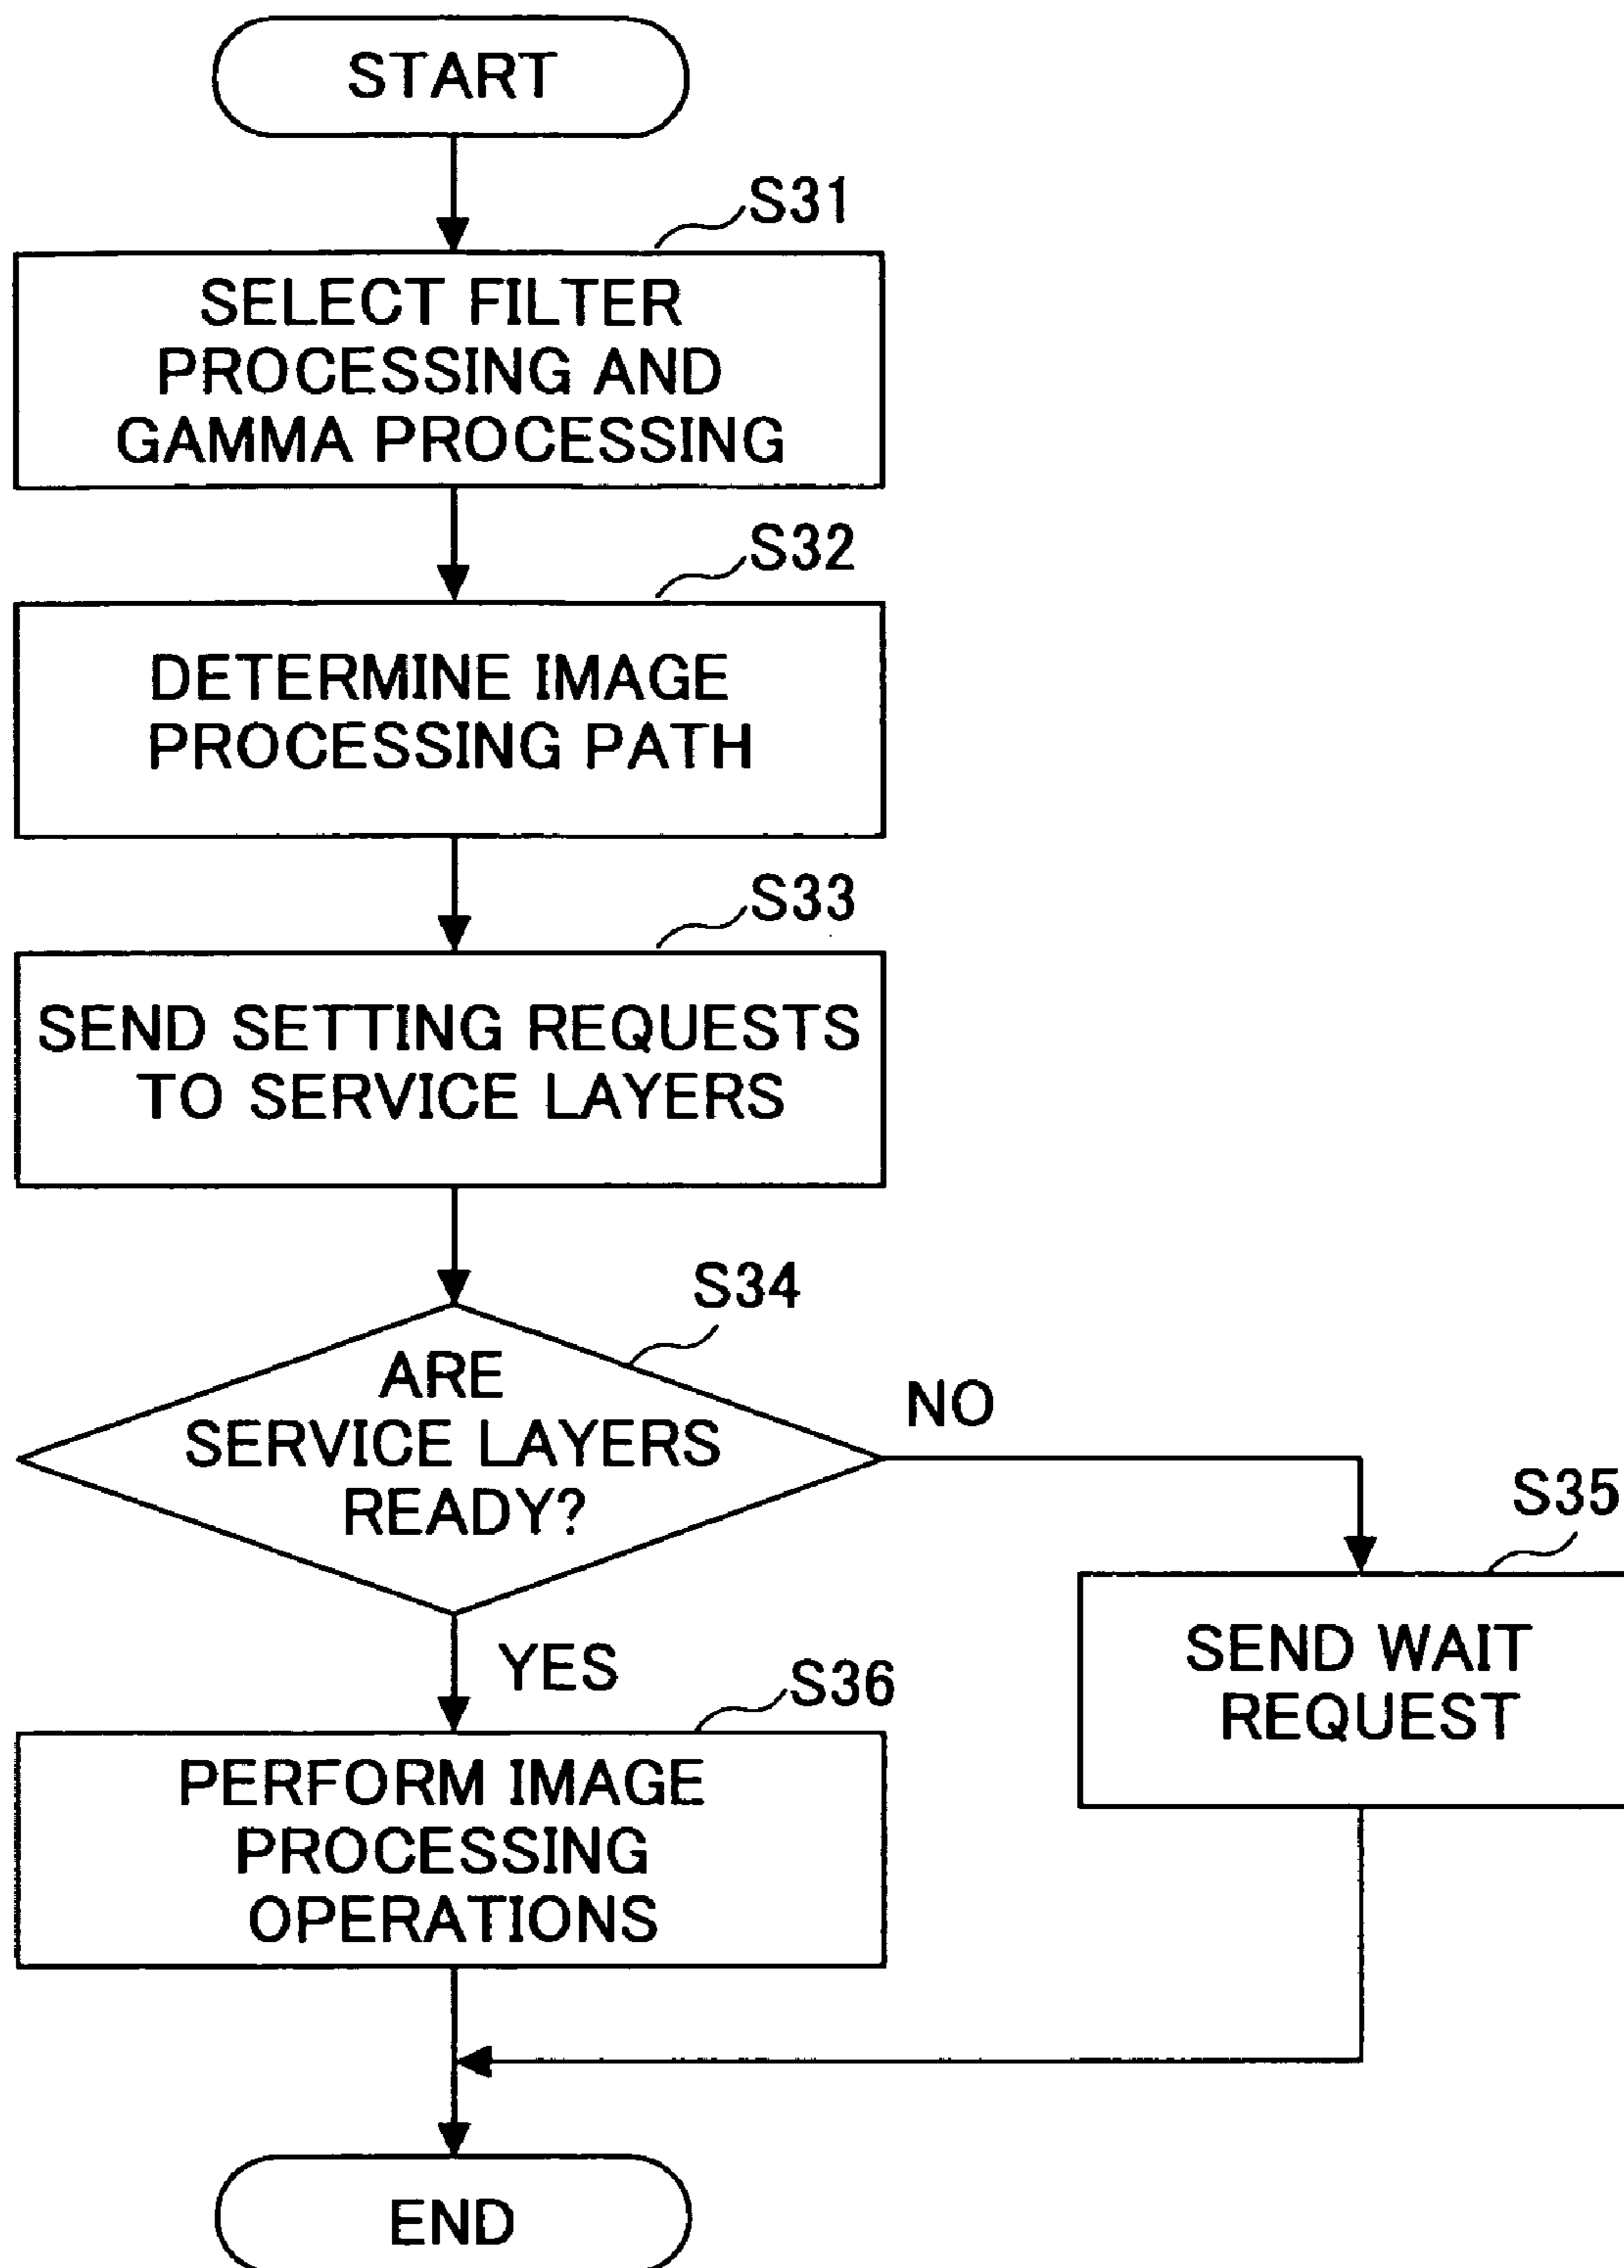 START
S31
SELECT FILTER
PROCESSING AND
GAMMA PROCESSING
S32
DETERMINE IMAGE
PROCESSING PATH
S33
SEND SETTING REQUESTS
TO SERVICE LAYERS
S34
ARE
SERVICE LAYERS
READY?
NO
S35
SEND WAIT
REQUEST
YES
S36
PERFORM IMAGE
PROCESSING
OPERATIONS
END